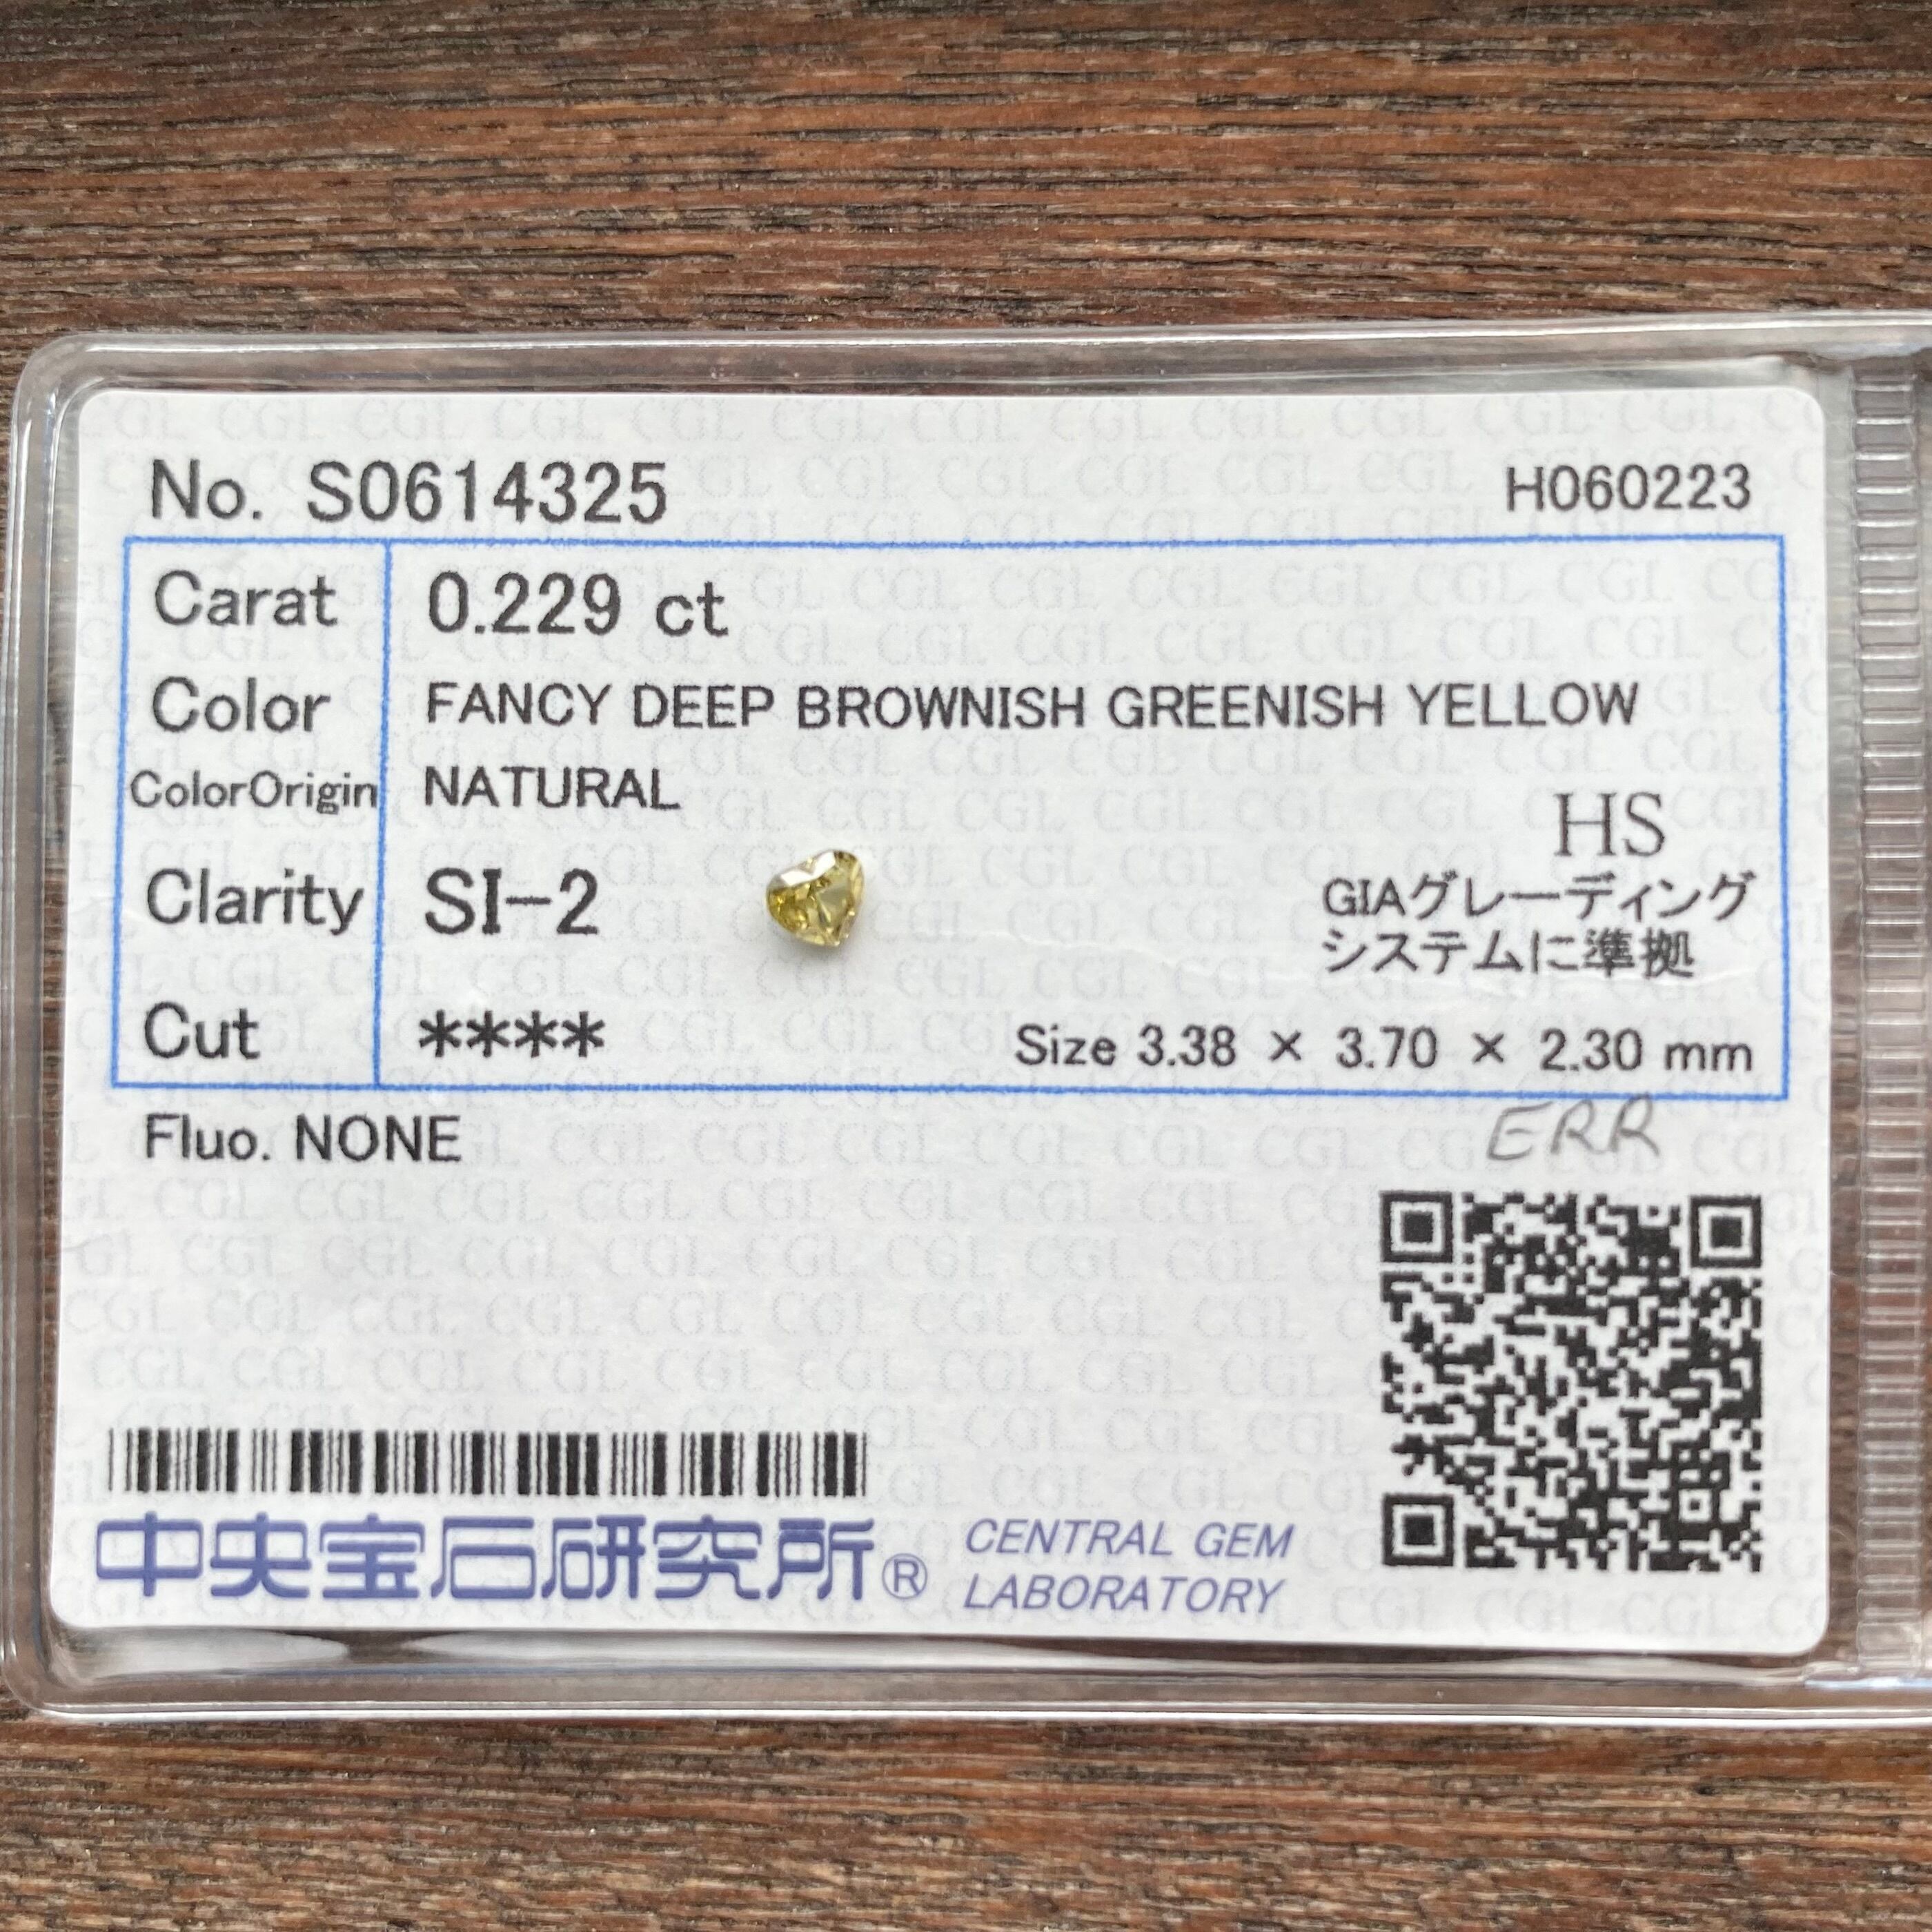 No. S0614325
H060223
Carat 0.229 ct
Color FANCY DEEP BROWNISH GREENISH YELLOW
ColorOrigin NATURAL
HS
Clarity SI-2
GIAグレーディング
システムに準拠
Cut ****
Size 3.38 × 3.70 × 2.30 mm
Fluo. NONE
ERR
中央宝石研究所®
CENTRAL GEM
LABORATORY